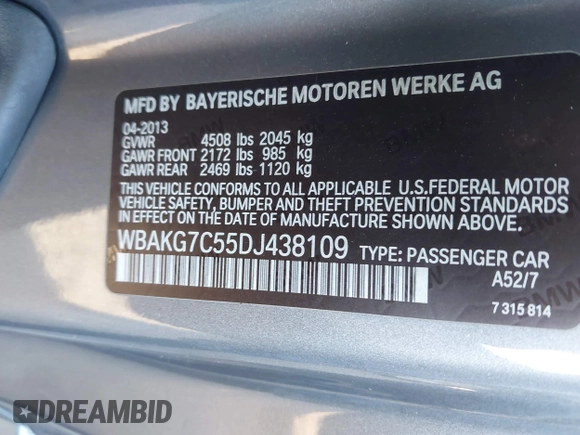 MFD BY BAYERISCHE MOTOREN WERKE AG
04-2013
GVWR 4508 lbs 2045 kg
GAWR FRONT 2172 lbs 985 kg
GAWR REAR 2469 lbs 1120 kg
THIS VEHICLE CONFORMS TO ALL APPLICABLE U.S.FEDERAL MOTOR
VEHICLE SAFETY, BUMPER AND THEFT PREVENTION STANDARDS
IN EFFECT ON THE DATE OF MANUFACTURE SHOWN ABOVE.
WBAKG7C55DJ438109 TYPE: PASSENGER CAR
A52/7
7 315 814
DREAMBID